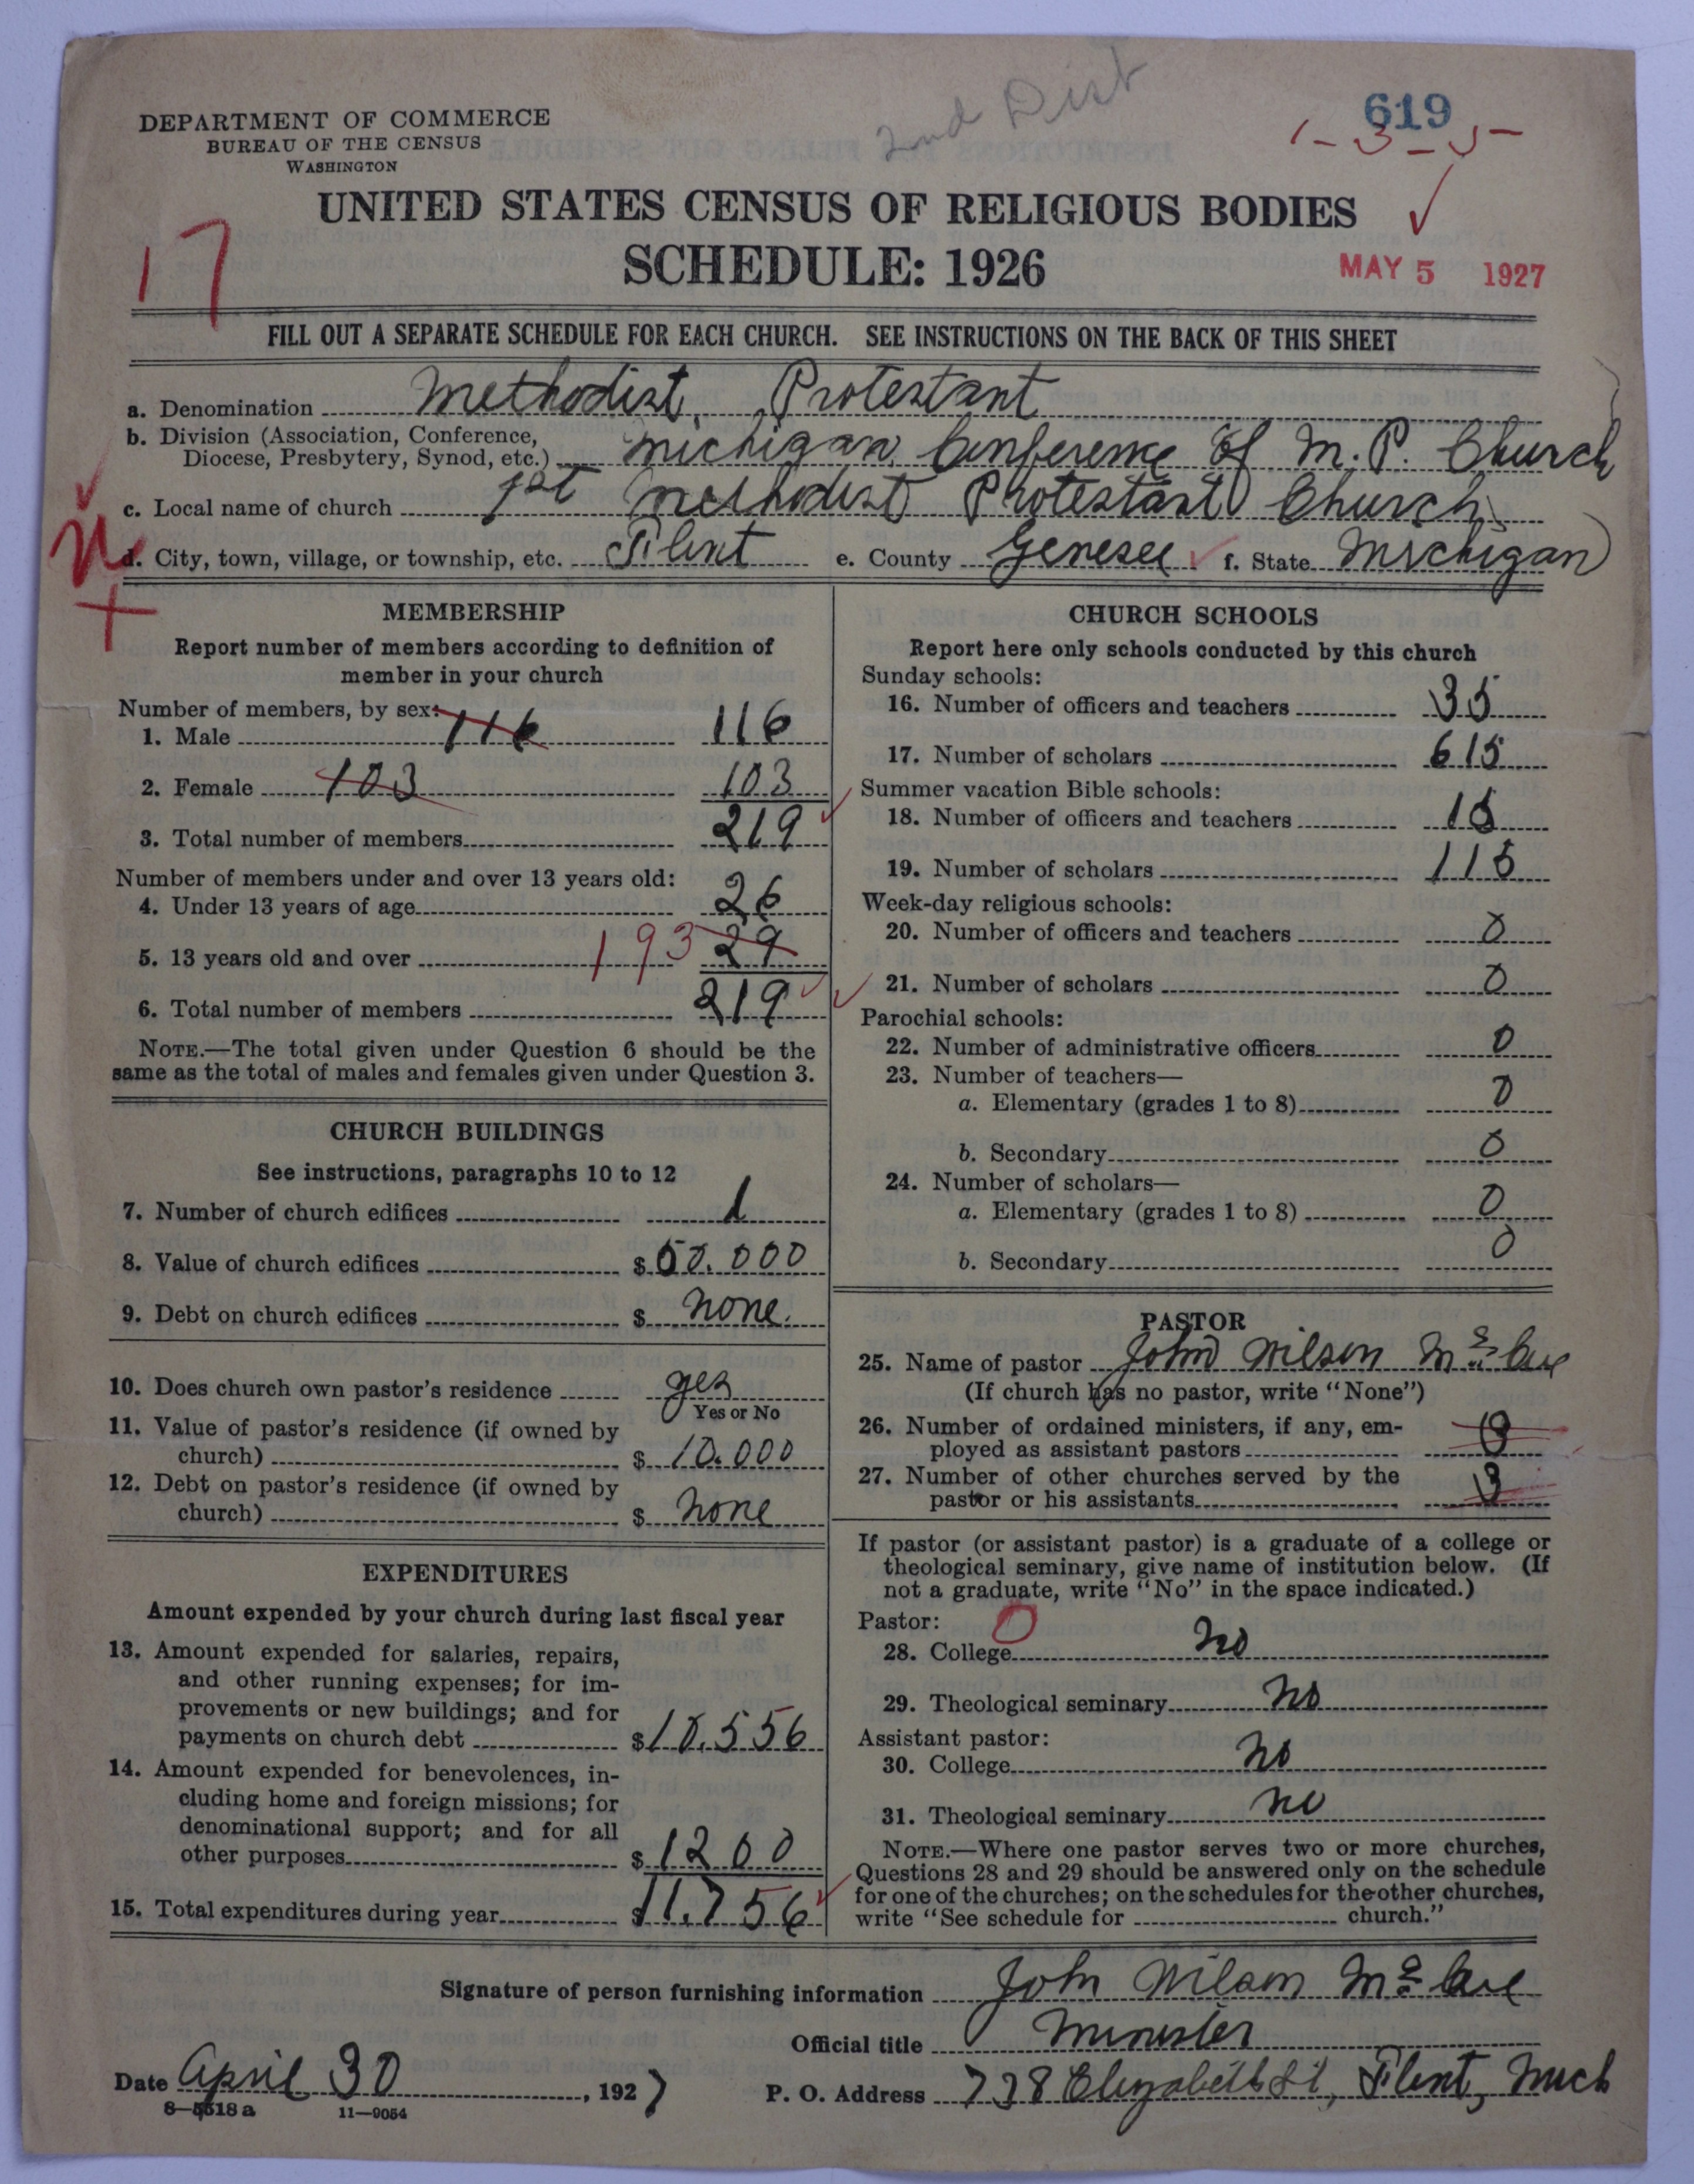 2nd Dist
619
1-3-5-
DEPARTMENT OF COMMERCE
BUREAU OF THE CENSUS
WASHINGTON
UNITED STATES CENSUS OF RELIGIOUS BODIES
SCHEDULE: 1926
17
MAY 5 1927
FILL OUT A SEPARATE SCHEDULE FOR EACH CHURCH. SEE INSTRUCTIONS ON THE BACK OF THIS SHEET
a. Denomination Methodist Protestant
b. Division (Association, Conference,
Diocese, Presbytery, Synod, etc.) Michigan Conference of M. P. Church
c. Local name of church 1st Methodist Protestant Church
d. City, town, village, or township, etc. Flint e. County Genesee f. State Michigan
MEMBERSHIP
Report number of members according to definition of
member in your church
Number of members, by sex:
1. Male 116 116
2. Female 103 103
3. Total number of members 219
Number of members under and over 13 years old:
4. Under 13 years of age 26
5. 13 years old and over 193 29
6. Total number of members 219
NOTE.—The total given under Question 6 should be the
same as the total of males and females given under Question 3.
CHURCH BUILDINGS
See instructions, paragraphs 10 to 12
7. Number of church edifices 1
8. Value of church edifices $ 60.000
9. Debt on church edifices $ none.
10. Does church own pastor's residence yes
Yes or No
11. Value of pastor's residence (if owned by
church) $ 10.000
12. Debt on pastor's residence (if owned by
church) $ none
EXPENDITURES
Amount expended by your church during last fiscal year
13. Amount expended for salaries, repairs,
and other running expenses; for im-
provements or new buildings; and for
payments on church debt $ 10.556
14. Amount expended for benevolences, in-
cluding home and foreign missions; for
denominational support; and for all
other purposes $ 1200
15. Total expenditures during year $ 11.756
CHURCH SCHOOLS
Report here only schools conducted by this church
Sunday schools:
16. Number of officers and teachers 35
17. Number of scholars 615
Summer vacation Bible schools:
18. Number of officers and teachers 15
19. Number of scholars 115
Week-day religious schools:
20. Number of officers and teachers 0
21. Number of scholars 0
Parochial schools:
22. Number of administrative officers 0
23. Number of teachers—
a. Elementary (grades 1 to 8) 0
b. Secondary 0
24. Number of scholars—
a. Elementary (grades 1 to 8) 0
b. Secondary 0
PASTOR
25. Name of pastor John Wilson McCue
(If church has no pastor, write "None")
26. Number of ordained ministers, if any, em-
ployed as assistant pastors 0
27. Number of other churches served by the
pastor or his assistants
If pastor (or assistant pastor) is a graduate of a college or
theological seminary, give name of institution below. (If
not a graduate, write "No" in the space indicated.)
Pastor: 0
28. College no
29. Theological seminary no
Assistant pastor:
30. College no
31. Theological seminary no
NOTE.—Where one pastor serves two or more churches,
Questions 28 and 29 should be answered only on the schedule
for one of the churches; on the schedules for the other churches,
write "See schedule for church."
Signature of person furnishing information John Wilson McCue
Official title Minister
Date April 30, 1927 P. O. Address 738 Elizabeth St, Flint, Mich
8—5518 a 11—9054